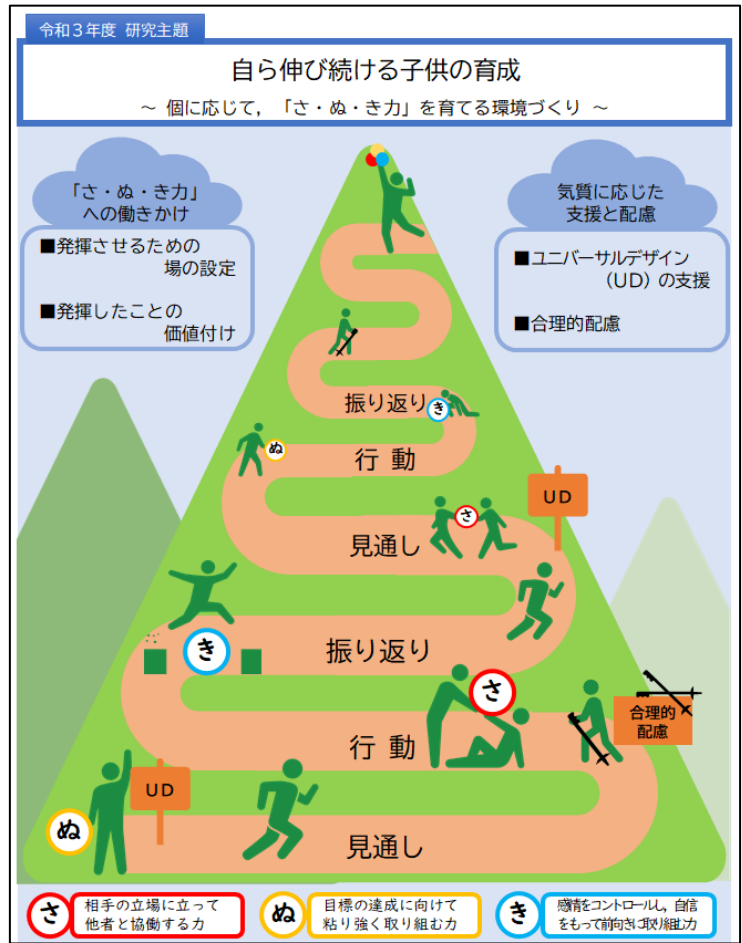 令和3年度 研究主題
自ら伸び続ける子供の育成
~ 個に応じて，「さ・ぬ・き力」を育てる環境づくり ~
「さ・ぬ・き力」
への働きかけ
■発揮させるための
場の設定
■発揮したことの
価値付け
気質に応じた
支援と配慮
■ユニバーサルデザイン
（UD）の支援
■合理的配慮
振り返り
き
ぬ
行 動
UD
さ
見通し
き
振り返り
さ
合理的
配慮
行 動
UD
ぬ
見通し
さ
相手の立場に立って
他者と協働する力
ぬ
目標の達成に向けて
粘り強く取り組む力
き
感情をコントロールし，自信
をもって前向きに取り組む力